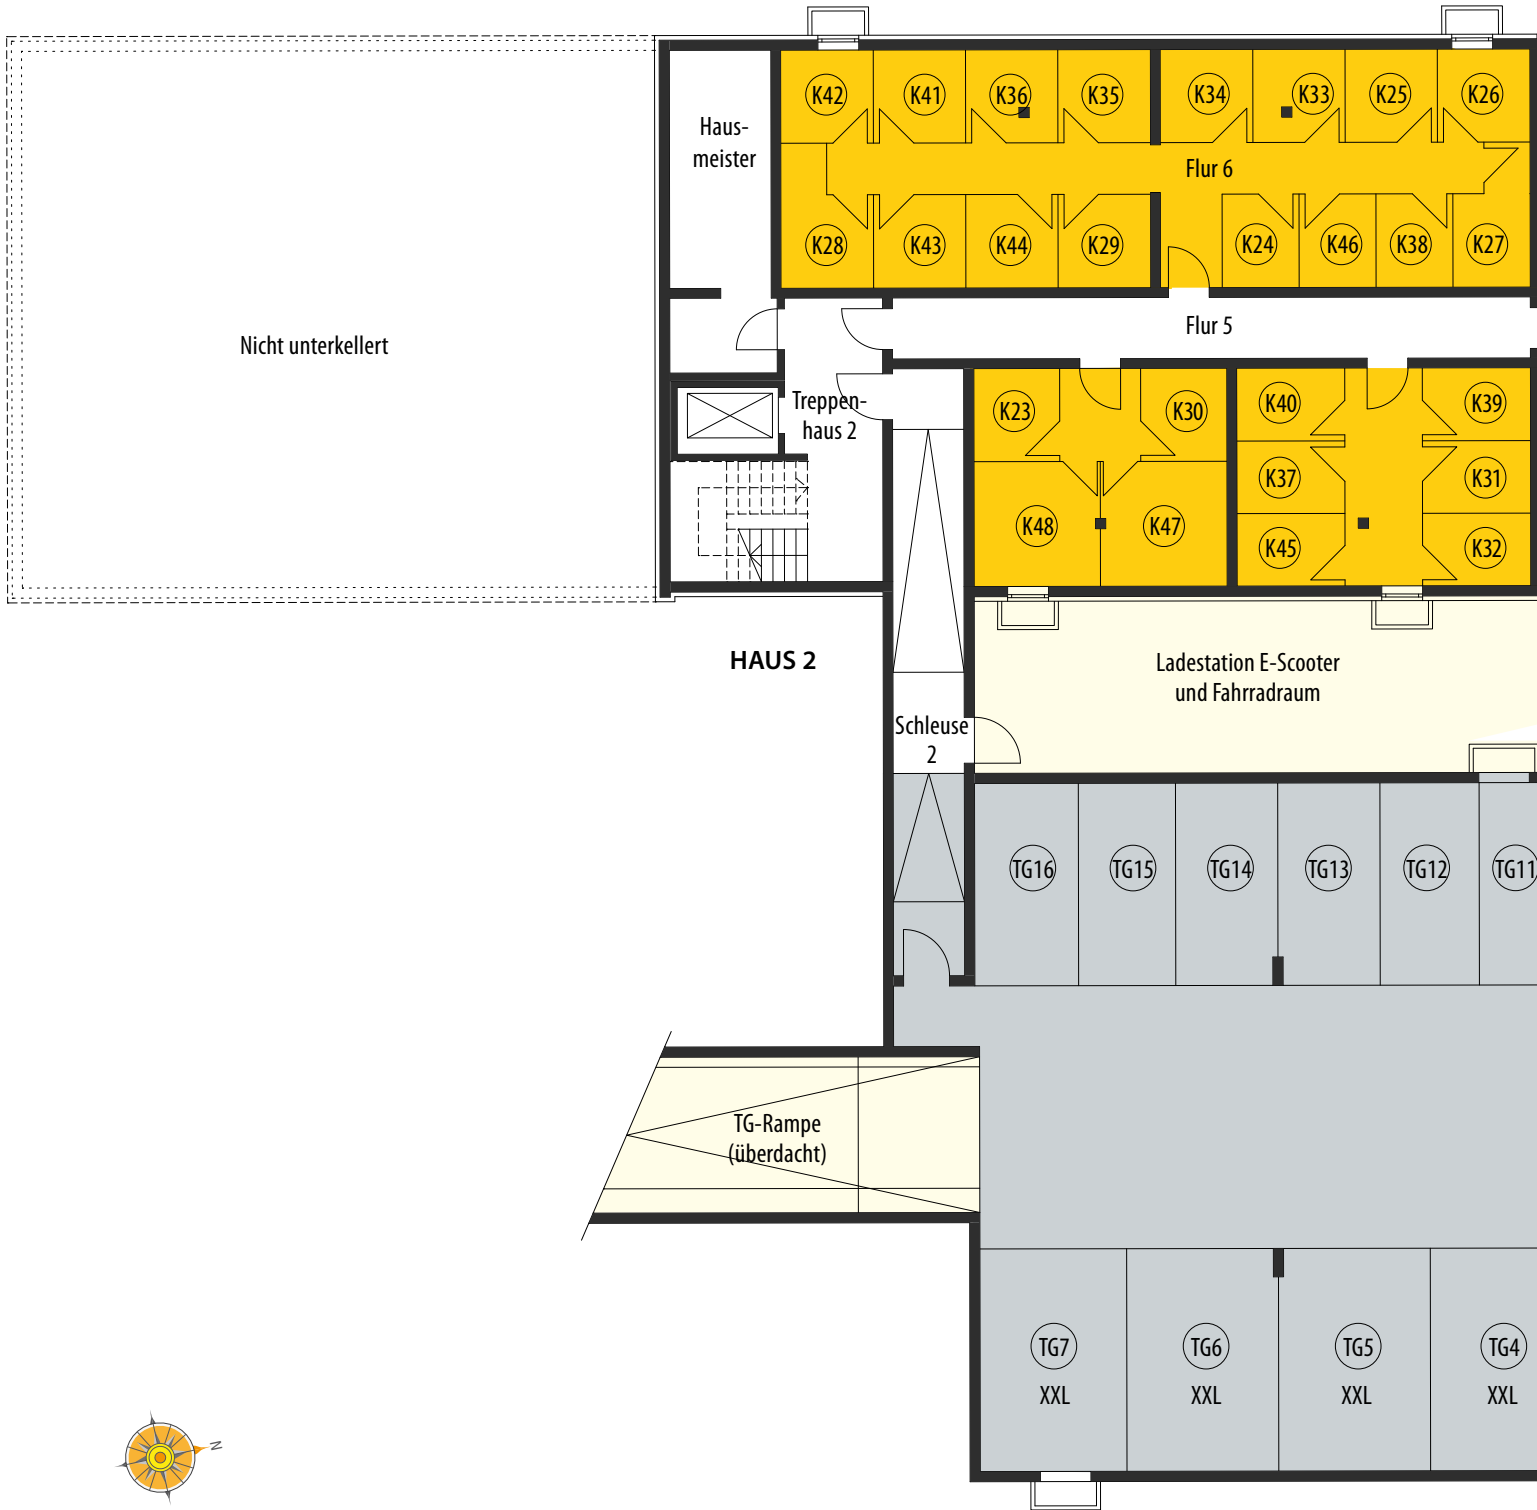 K42
K41
K36
K35
K34
K33
K25
K26
Haus-
meister
Flur 6
K28
K43
K44
K29
K24
K46
K38
K27
Flur 5
Nicht unterkellert
Treppen-
haus 2
K23
K30
K40
K39
K37
K31
K48
K47
K45
K32
HAUS 2
Ladestation E-Scooter
und Fahrradraum
Schleuse
2
TG16
TG15
TG14
TG13
TG12
TG11
TG-Rampe
(überdacht)
TG7
XXL
TG6
XXL
TG5
XXL
TG4
XXL
N